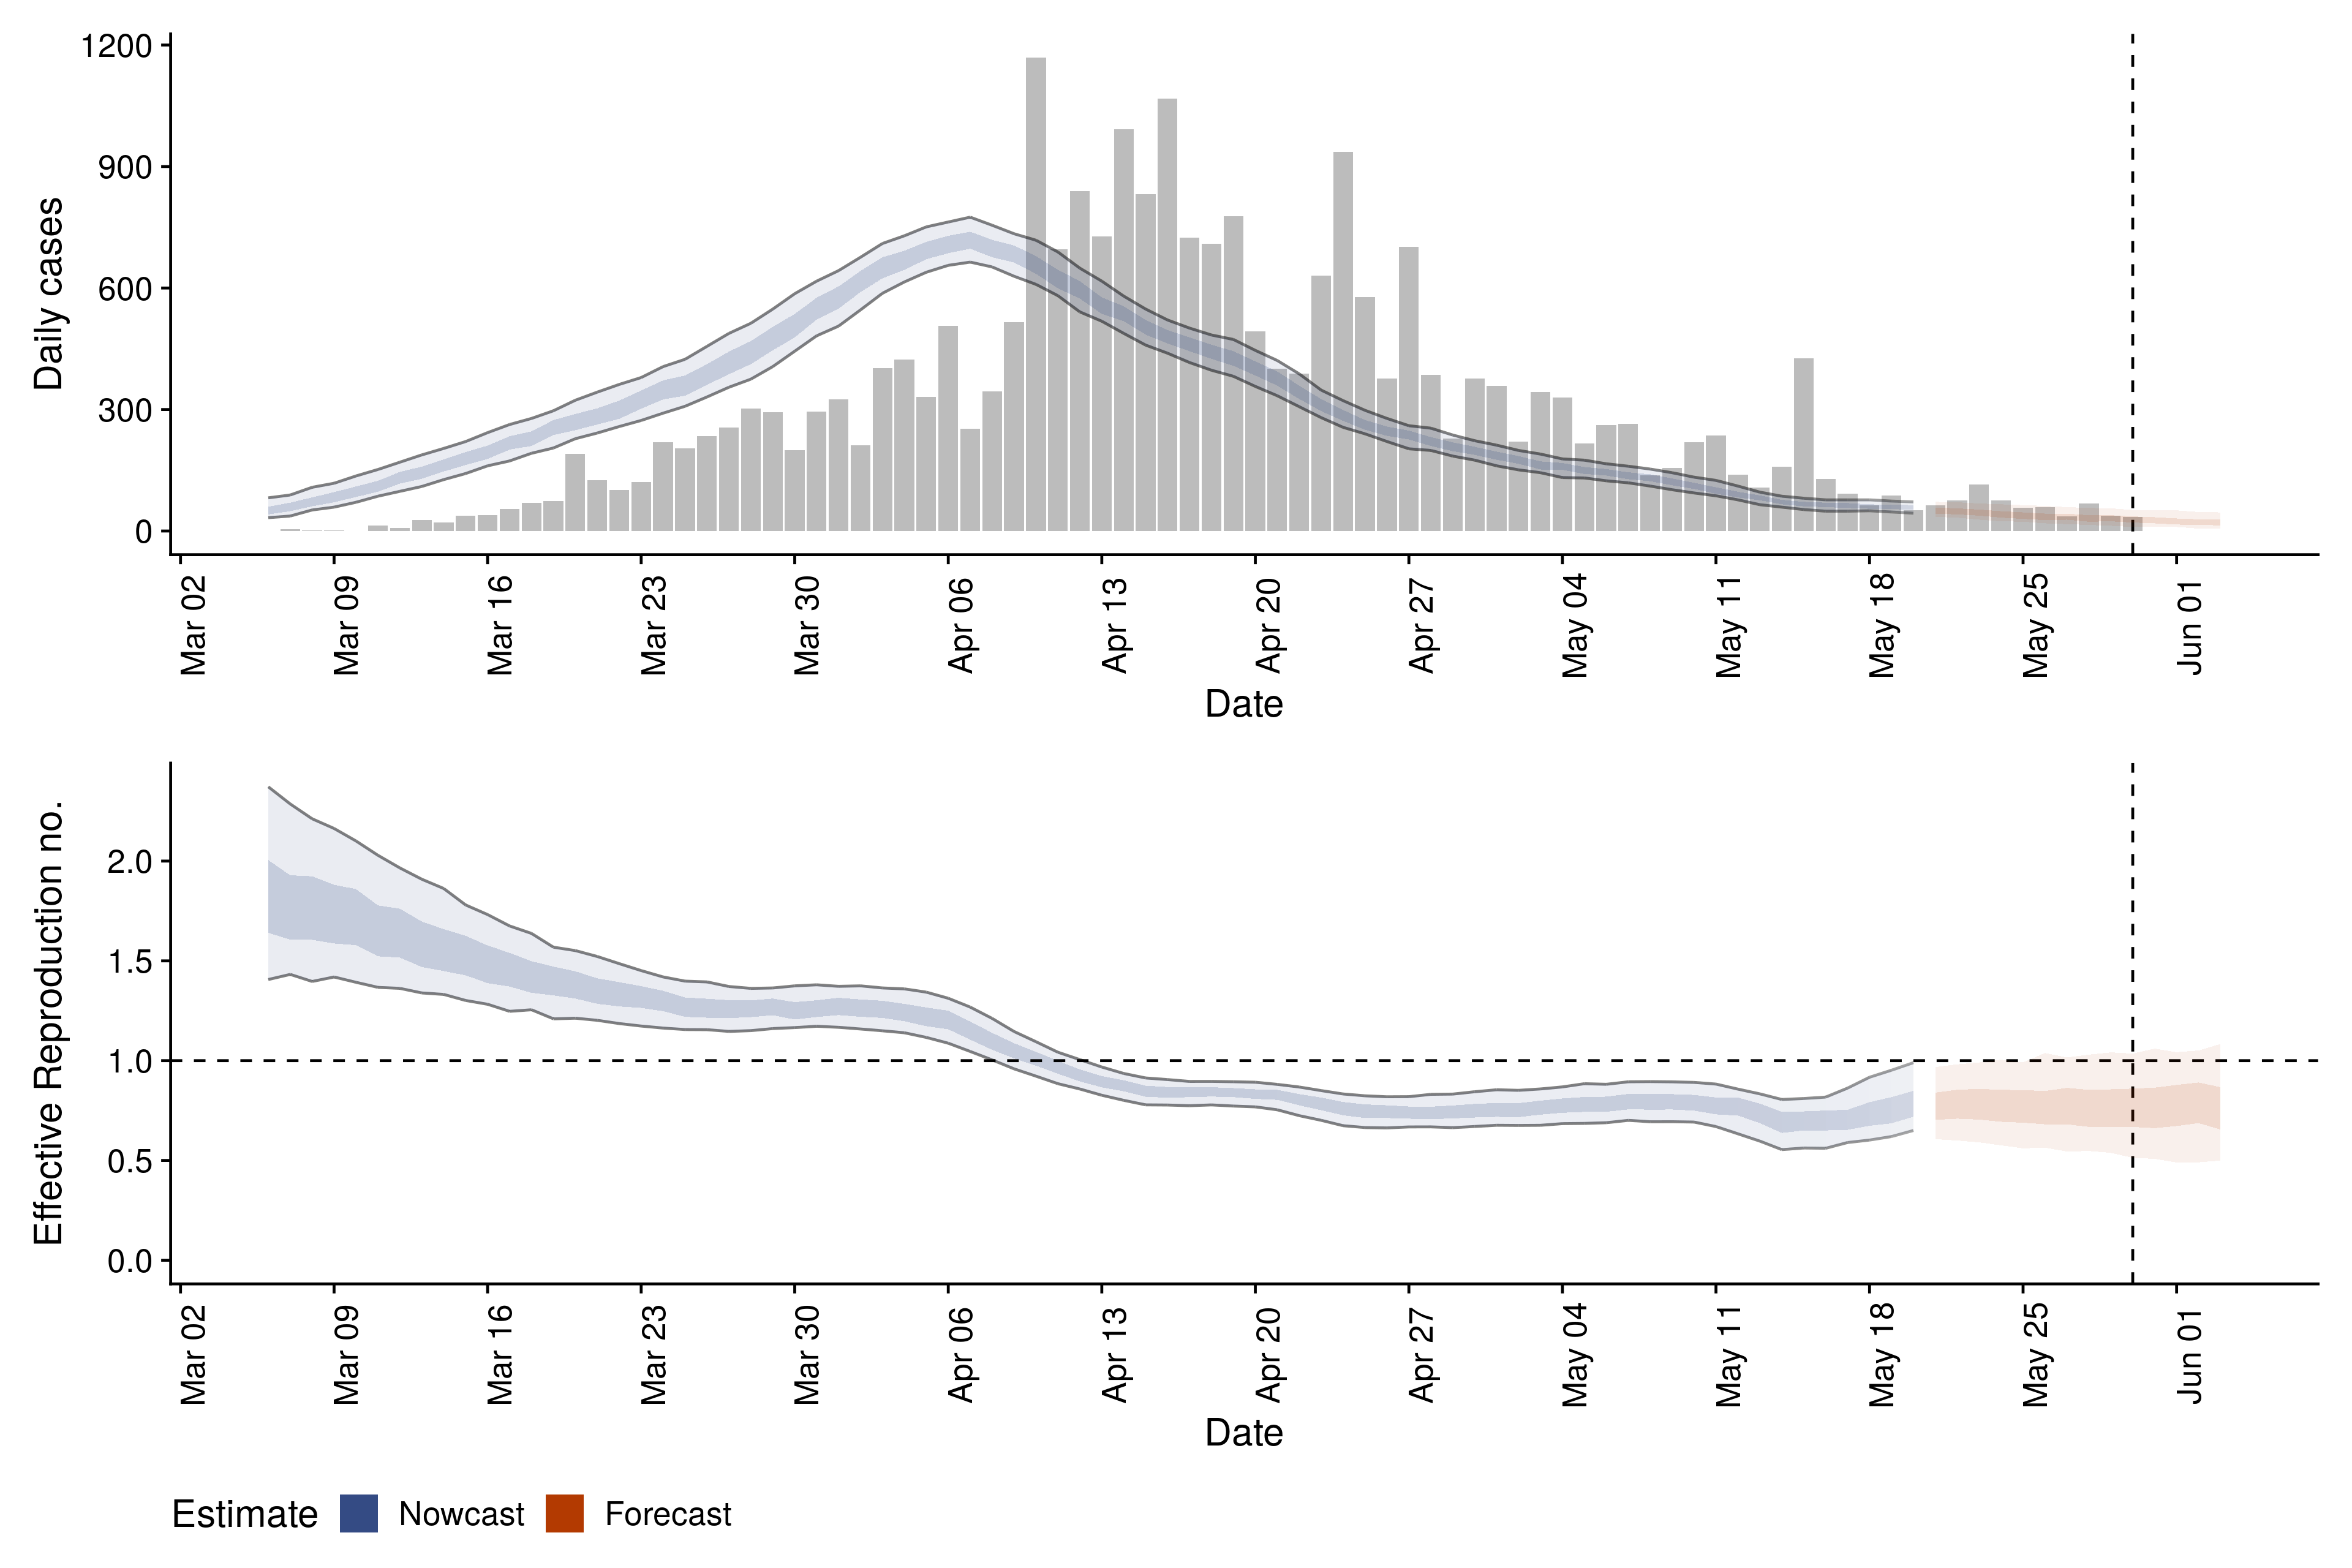 1200
900
600
300
0
Daily cases
Mar 02 Mar 09 Mar 16 Mar 23 Mar 30 Apr 06 Apr 13 Apr 20 Apr 27 May 04 May 11 May 18 May 25 Jun 01
Date
2.0
1.5
1.0
0.5
0.0
Effective Reproduction no.
Mar 02 Mar 09 Mar 16 Mar 23 Mar 30 Apr 06 Apr 13 Apr 20 Apr 27 May 04 May 11 May 18 May 25 Jun 01
Date
Estimate Nowcast Forecast